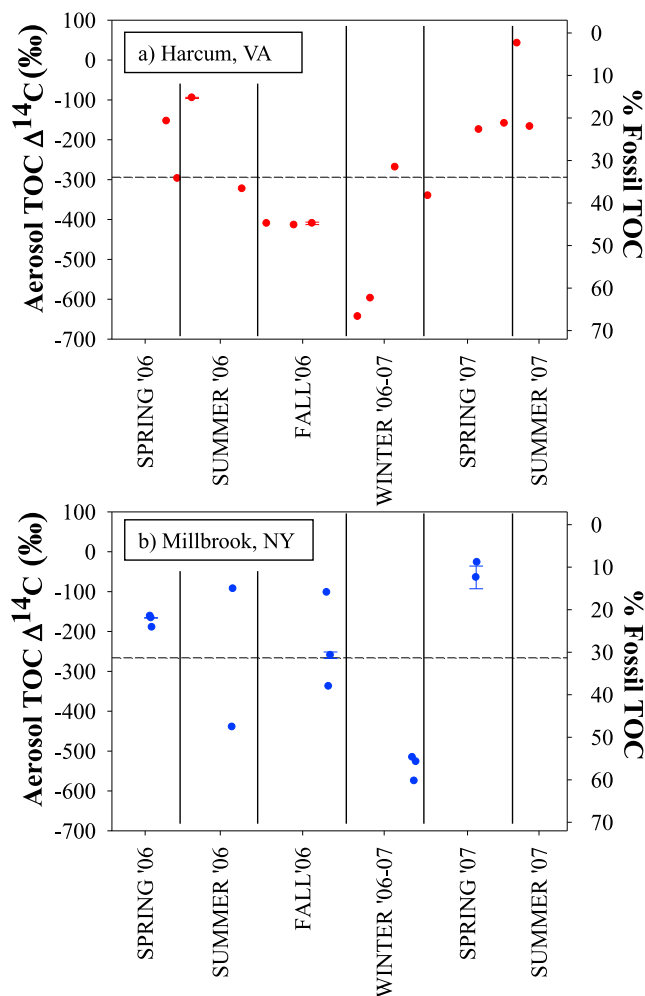 a) Harcum, VA
Aerosol TOC Δ¹⁴C (‰)
100
0
-100
-200
-300
-400
-500
-600
-700
0
10
20
30
40
50
60
70
% Fossil TOC
SPRING '06
SUMMER '06
FALL'06
WINTER '06-07
SPRING '07
SUMMER '07
b) Millbrook, NY
Aerosol TOC Δ¹⁴C (‰)
100
0
-100
-200
-300
-400
-500
-600
-700
0
10
20
30
40
50
60
70
% Fossil TOC
SPRING '06
SUMMER '06
FALL'06
WINTER '06-07
SPRING '07
SUMMER '07